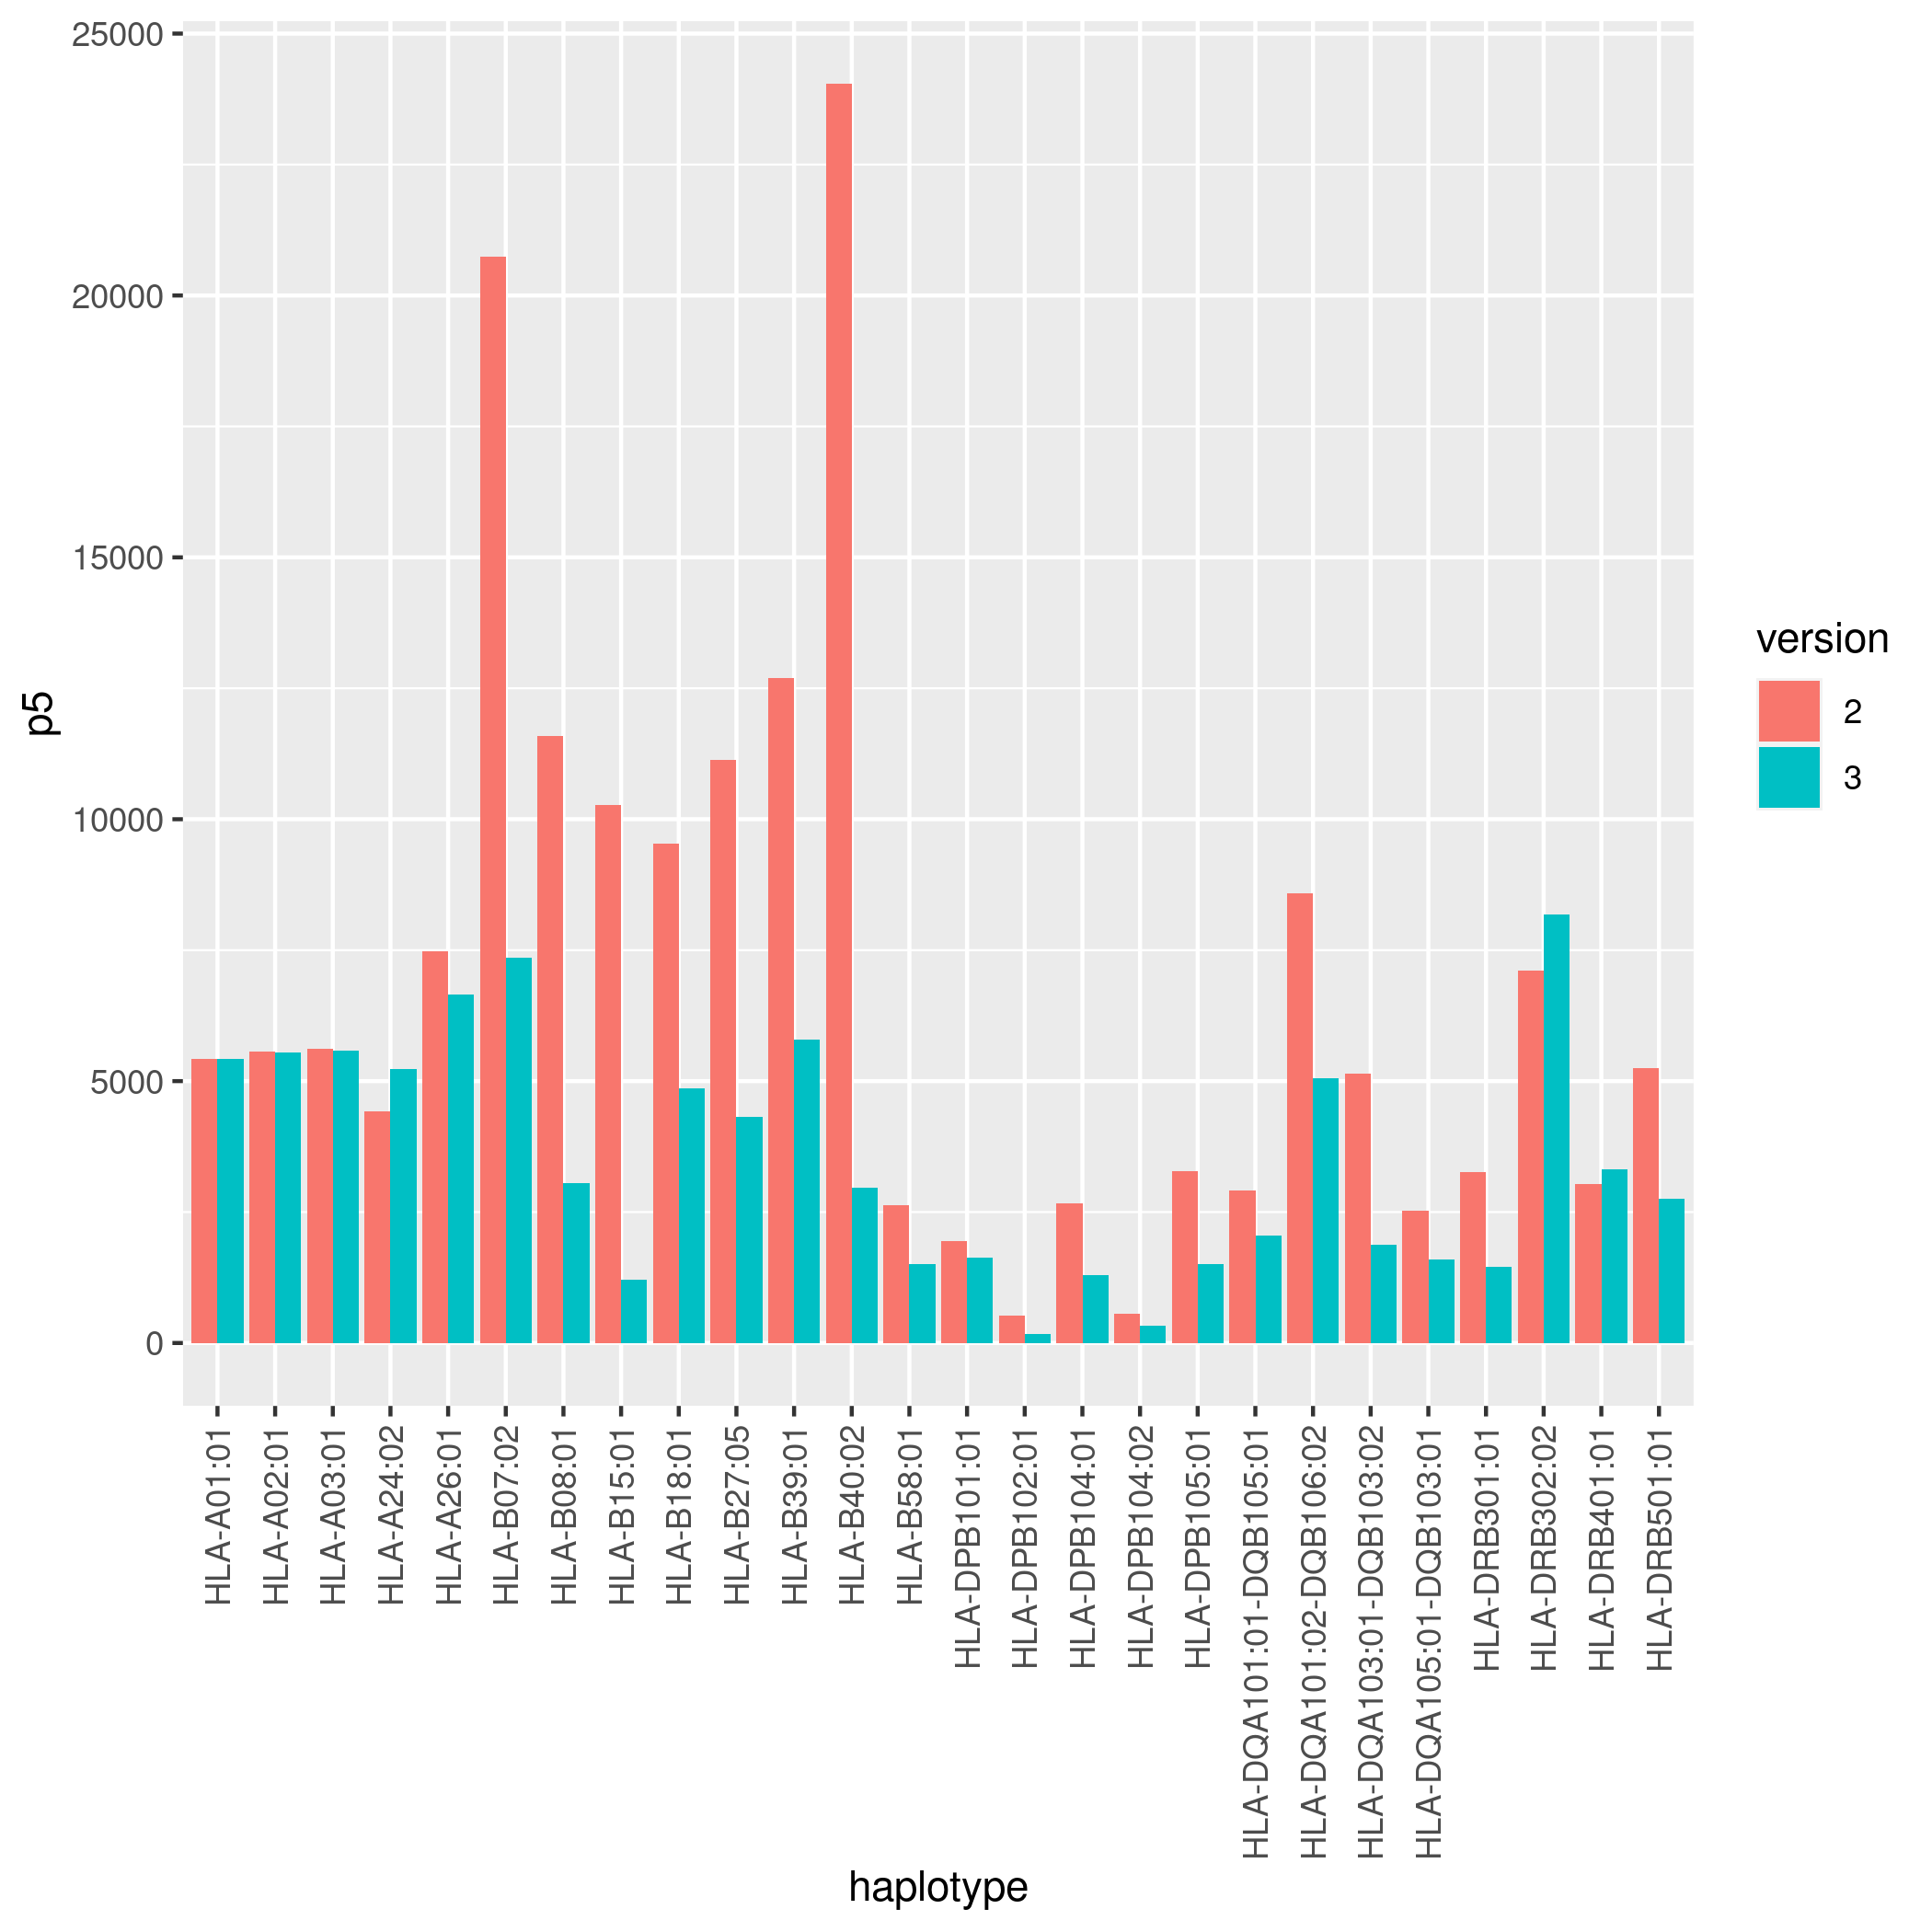 25000
20000
15000
10000
5000
0
p5
HLA-A01:01
HLA-A02:01
HLA-A03:01
HLA-A24:02
HLA-A26:01
HLA-B07:02
HLA-B08:01
HLA-B15:01
HLA-B18:01
HLA-B27:05
HLA-B39:01
HLA-B40:02
HLA-B58:01
HLA-DPB101:01
HLA-DPB102:01
HLA-DPB104:01
HLA-DPB104:02
HLA-DPB105:01
HLA-DQA101:01-DQB105:01
HLA-DQA101:02-DQB106:02
HLA-DQA103:01-DQB103:02
HLA-DQA105:01-DQB103:01
HLA-DRB301:01
HLA-DRB302:02
HLA-DRB401:01
HLA-DRB501:01
haplotype
version
2
3